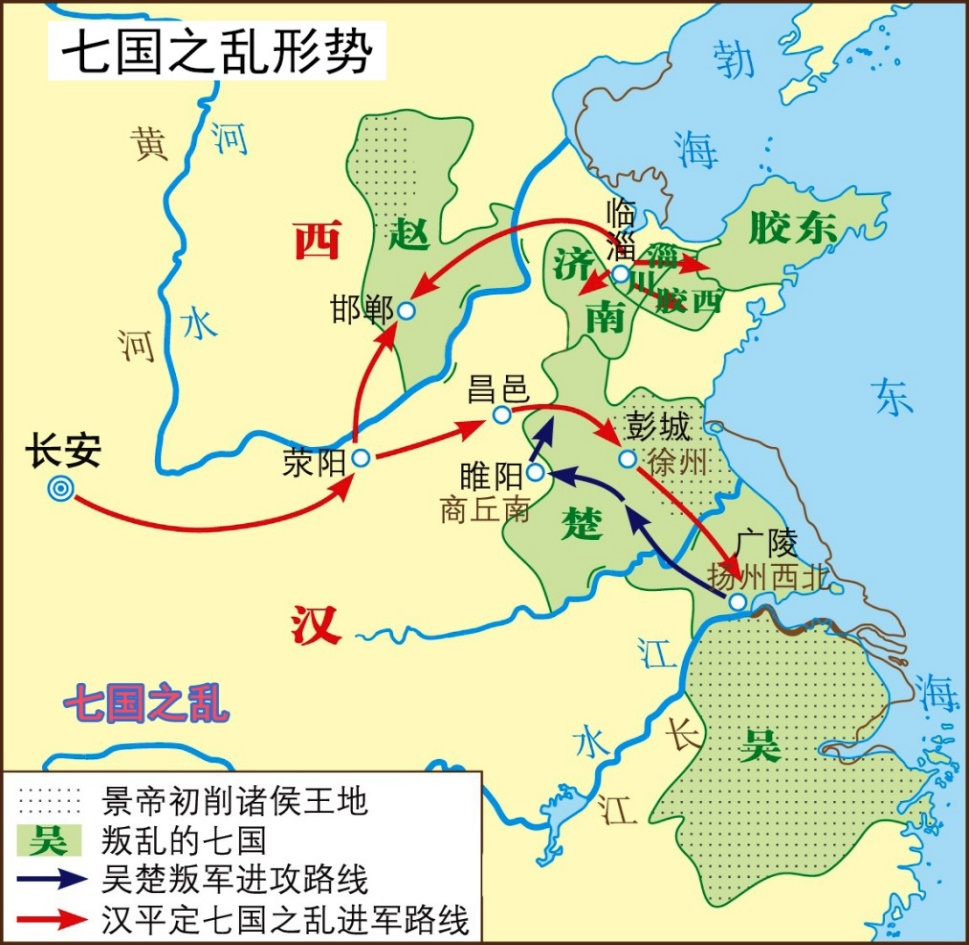 七国之乱形势
勃
海
黄
河
西
赵
临
淄
胶东
济
南
淄
川
胶西
邯郸
河
水
昌邑
东
长安
荥阳
彭城
徐州
睢阳
商丘南
楚
广陵
扬州西北
汉
江
海
七国之乱
水
长
江
吴
景帝初削诸侯王地
吴
叛乱的七国
吴楚叛军进攻路线
汉平定七国之乱进军路线